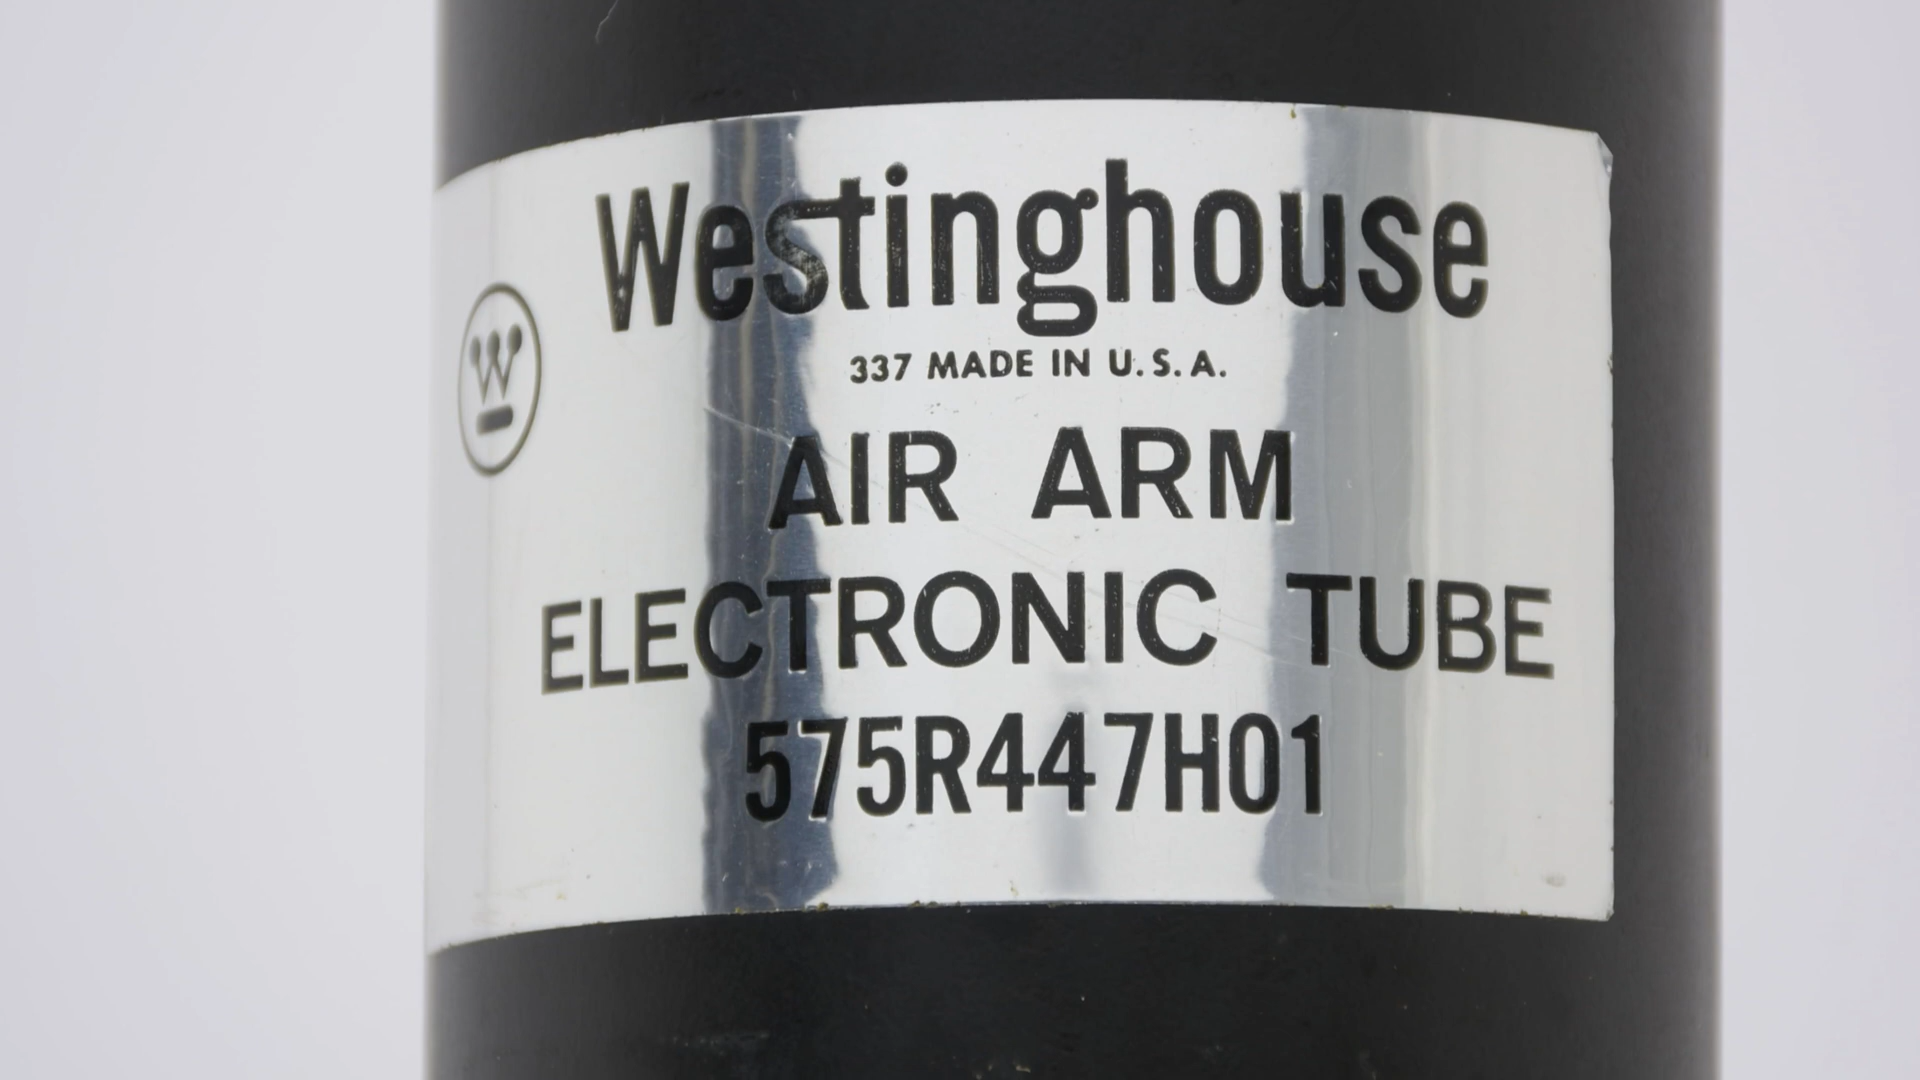 Westinghouse
W
337 MADE IN U.S.A.
AIR ARM
ELECTRONIC TUBE
575R447H01